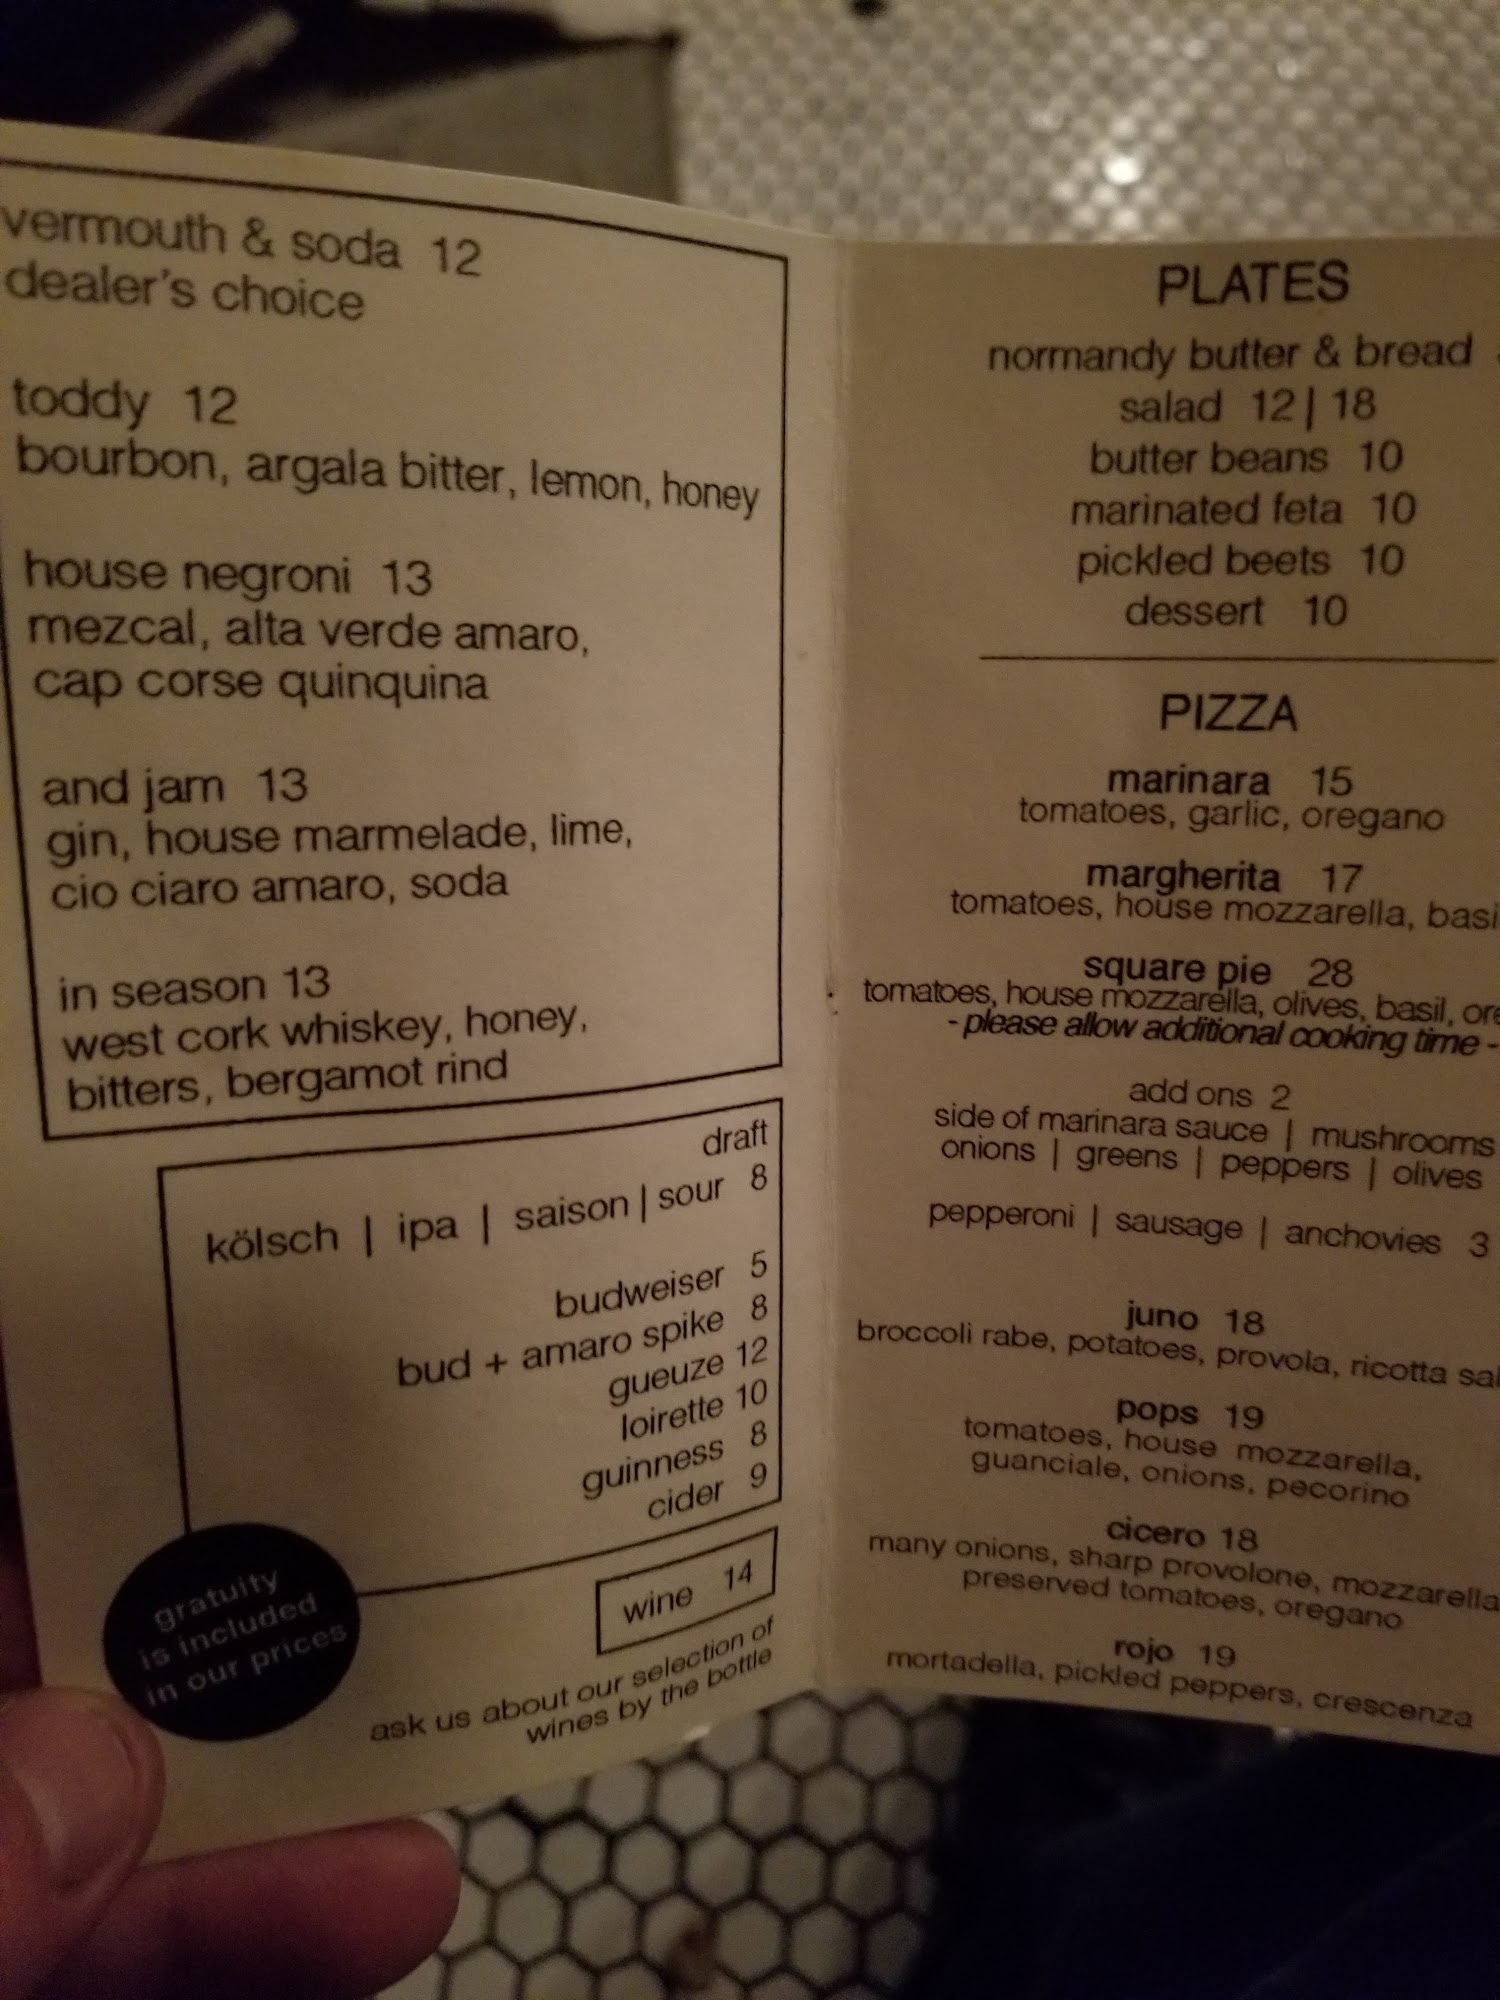 vermouth & soda 12
dealer's choice
toddy 12
bourbon, argala bitter, lemon, honey
house negroni 13
mezcal, alta verde amaro,
cap corse quinquina
and jam 13
gin, house marmelade, lime,
cio ciaro amaro, soda
in season 13
west cork whiskey, honey,
bitters, bergamot rind
draft
kölsch | ipa | saison | sour 8
budweiser 5
bud + amaro spike 8
gueuze 12
loirette 10
guinness 8
cider 9
gratuity
is included
in our prices
wine 14
ask us about our selection of
wines by the bottle
PLATES
normandy butter & bread
salad 12 | 18
butter beans 10
marinated feta 10
pickled beets 10
dessert 10
PIZZA
marinara 15
tomatoes, garlic, oregano
margherita 17
tomatoes, house mozzarella, basi
square pie 28
tomatoes, house mozzarella, olives, basil, ore
- please allow additional cooking time -
add ons 2
side of marinara sauce | mushrooms
onions | greens | peppers | olives
pepperoni | sausage | anchovies 3
juno 18
broccoli rabe, potatoes, provola, ricotta sal
pops 19
tomatoes, house mozzarella,
guanciale, onions, pecorino
cicero 18
many onions, sharp provolone, mozzarella
preserved tomatoes, oregano
rojo 19
mortadella, pickled peppers, crescenza